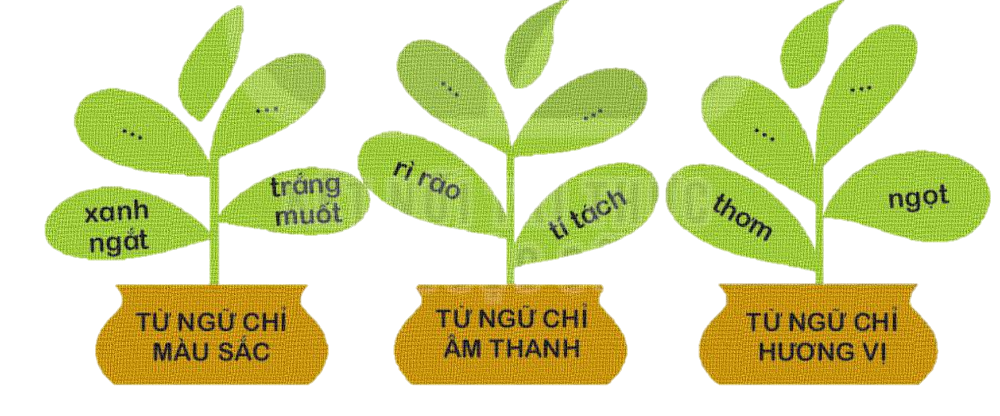 ...
...
xanh
ngắt
trắng
muốt
TỪ NGỮ CHỈ
MÀU SẮC
...
...
rì rào
tí tách
TỪ NGỮ CHỈ
ÂM THANH
...
...
thơm
ngọt
TỪ NGỮ CHỈ
HƯƠNG VỊ